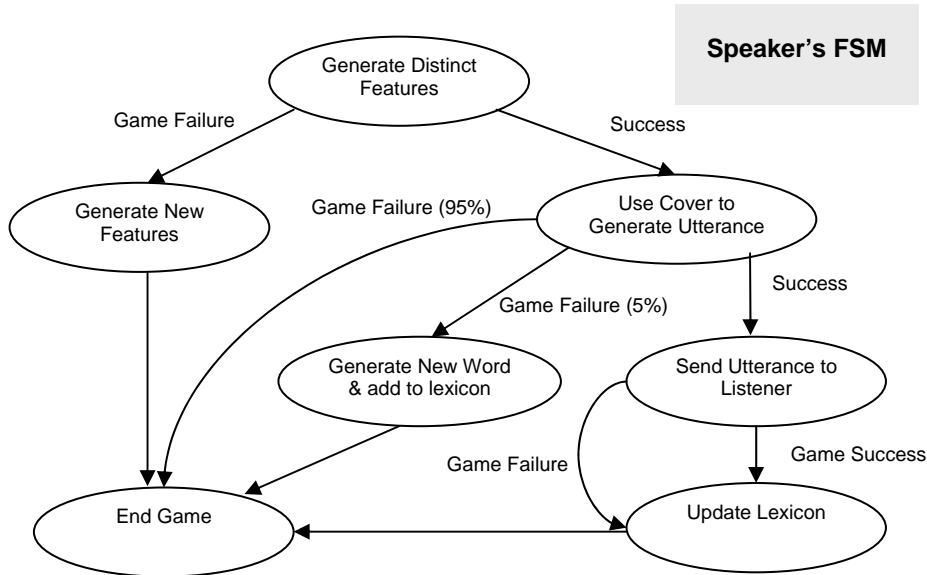 Speaker’s FSM
Generate Distinct
Features
Game Failure
Success
Generate New
Features
Game Failure (95%)
Use Cover to
Generate Utterance
Game Failure (5%)
Success
Generate New Word
& add to lexicon
Send Utterance to
Listener
Game Failure
Game Success
End Game
Update Lexicon